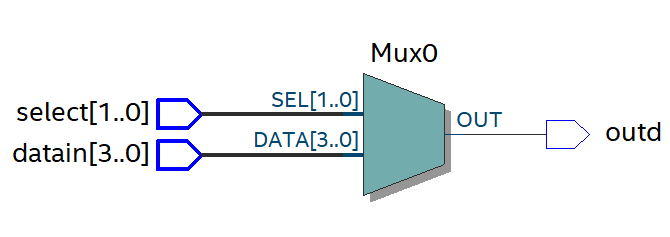 Mux0
select[1..0]
SEL[1..0]
datain[3..0]
DATA[3..0]
OUT
outd